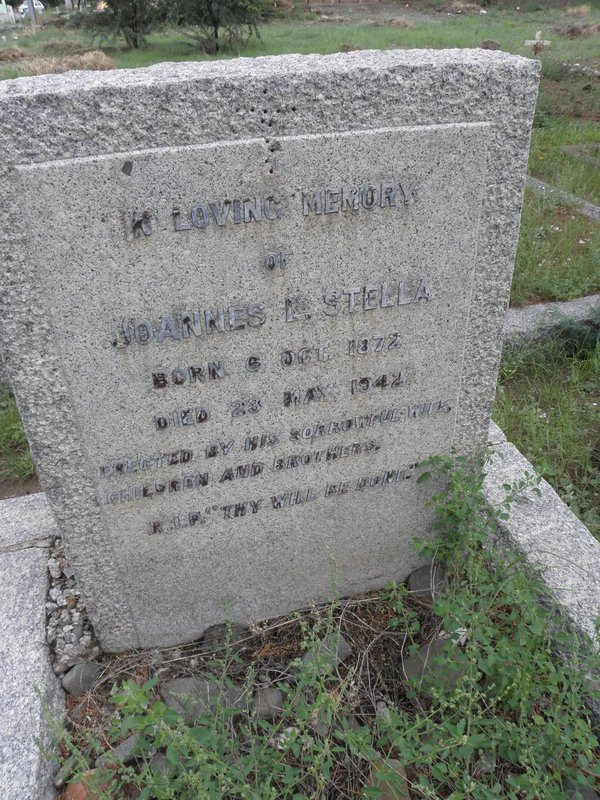 IN LOVING MEMORY
OF
JOANNES L. STELLA
BORN 6 OCT. 1872
DIED 23 MAY 1942
ERECTED BY HIS SORROWFUL WIFE,
CHILDREN AND BROTHERS.
R.I.P. "THY WILL BE DONE."